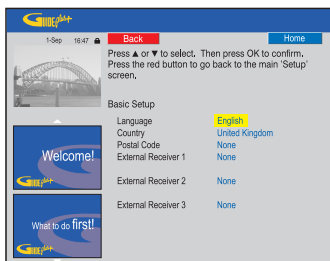 GUIDE Plus+
1-Sep 16:47
Back
Home
Press ▲ or ▼ to select. Then press OK to confirm.
Press the red button to go back to the main 'Setup'
screen.
Basic Setup
Language English
Country United Kingdom
Postal Code None
External Receiver 1 None
External Receiver 2 None
External Receiver 3 None
Welcome!
GUIDE Plus+
What to do first!
GUIDE Plus+